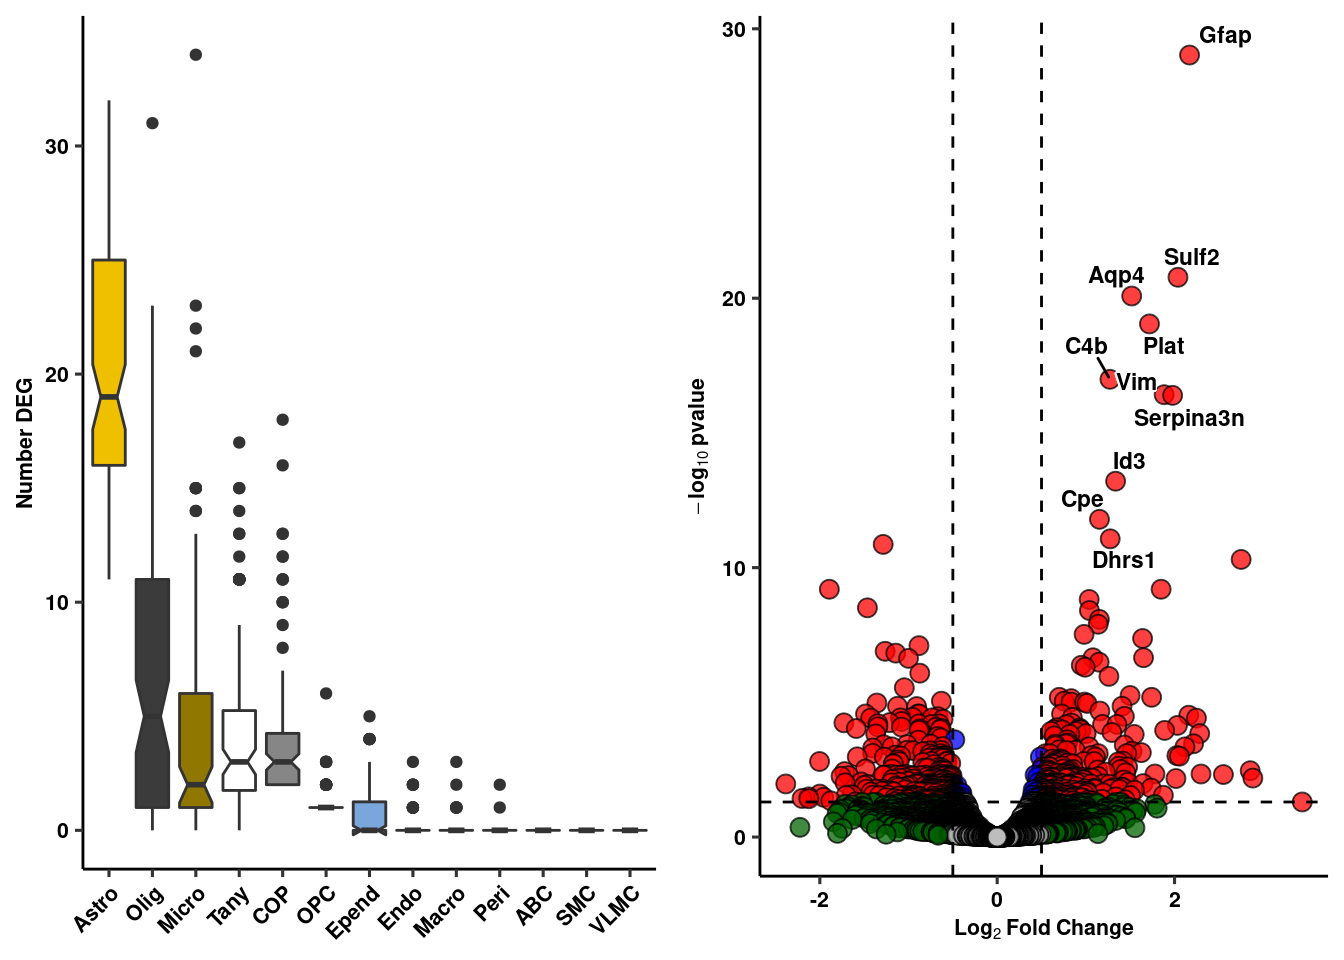 Number DEG
30
20
10
0
Astro
Olig
Micro
Tany
COP
OPC
Epend
Endo
Macro
Peri
ABC
SMC
VLMC
− log10 pvalue
30
20
10
0
Gfap
Sulf2
Aqp4
Plat
C4b
Vim
Serpina3n
Id3
Cpe
Dhrs1
-2
0
2
Log2 Fold Change